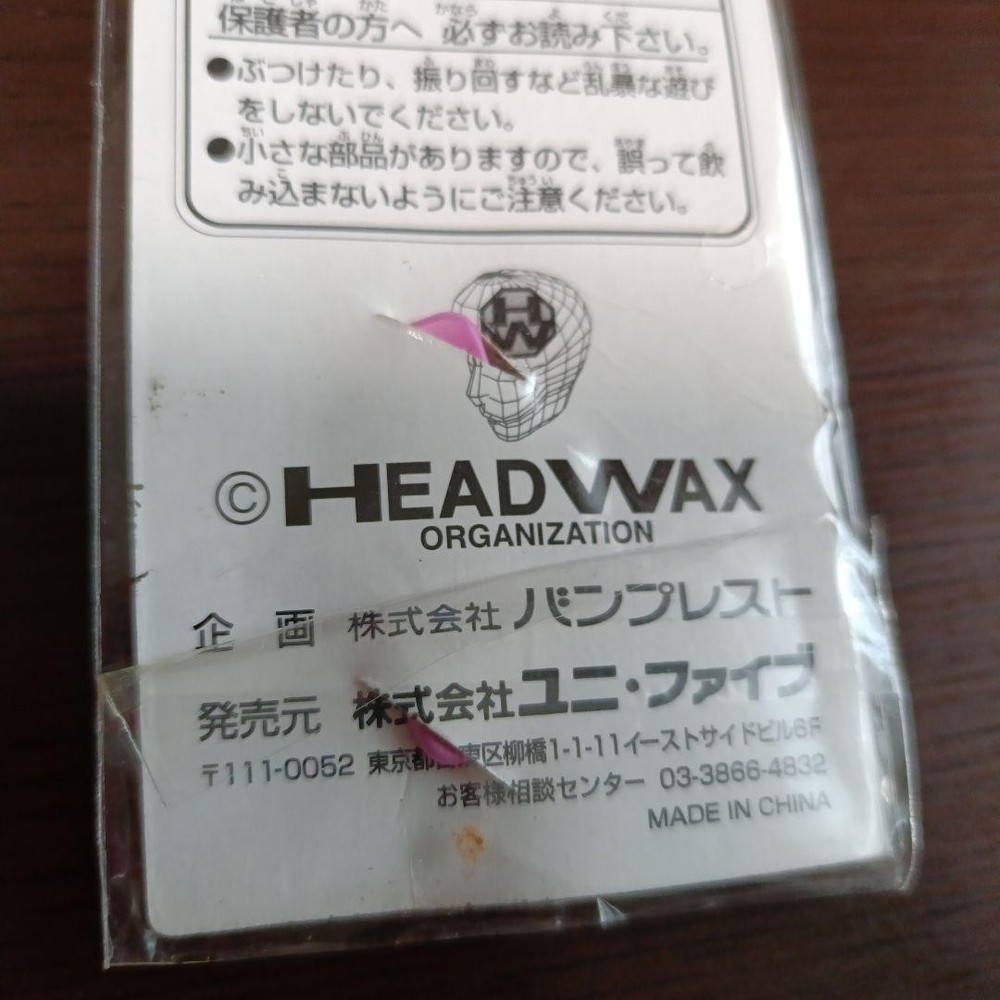 保護者の方へ 必ずお読み下さい。
●ぶつけたり、振り回すなど乱暴な遊び
をしないでください。
●小さな部品がありますので、誤って飲
み込まないようにご注意ください。
HW
©HEADWAX
ORGANIZATION
企 画 株式会社 バンプレスト
発売元 株式会社ユニ・ファイブ
〒111-0052 東京都台東区柳橋1-1-11イーストサイドビル6F
お客様相談センター 03-3866-4832
MADE IN CHINA